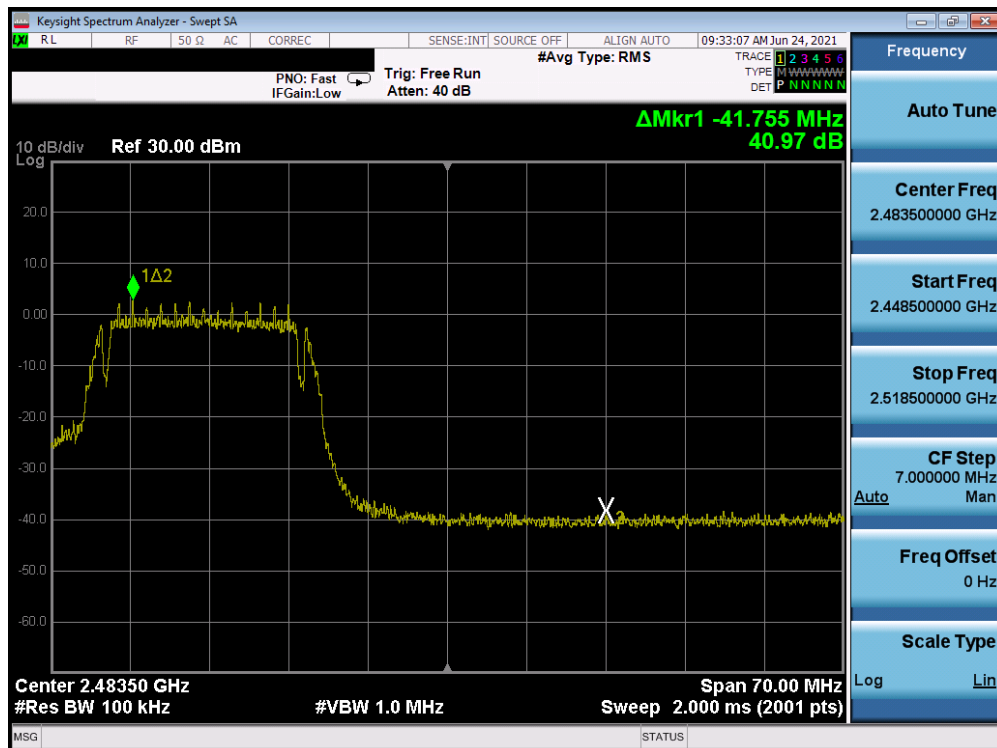 Keysight Spectrum Analyzer - Swept SA
LXI RL RF 50 Ω AC CORREC SENSE:INT SOURCE OFF ALIGN AUTO 09:33:07 AM Jun 24, 2021
PNO: Fast
IFGain:Low
Trig: Free Run
Atten: 40 dB
#Avg Type: RMS
TRACE 1 2 3 4 5 6
TYPE M W W W W W
DET P N N N N N
ΔMkr1 -41.755 MHz
40.97 dB
10 dB/div Ref 30.00 dBm
Log
20.0
10.0
0.00
-10.0
-20.0
-30.0
-40.0
-50.0
-60.0
1Δ2
X2
Center 2.48350 GHz Span 70.00 MHz
#Res BW 100 kHz #VBW 1.0 MHz Sweep 2.000 ms (2001 pts)
MSG STATUS
Frequency
Auto Tune
Center Freq
2.483500000 GHz
Start Freq
2.448500000 GHz
Stop Freq
2.518500000 GHz
CF Step
7.000000 MHz
Auto Man
Freq Offset
0 Hz
Scale Type
Log Lin